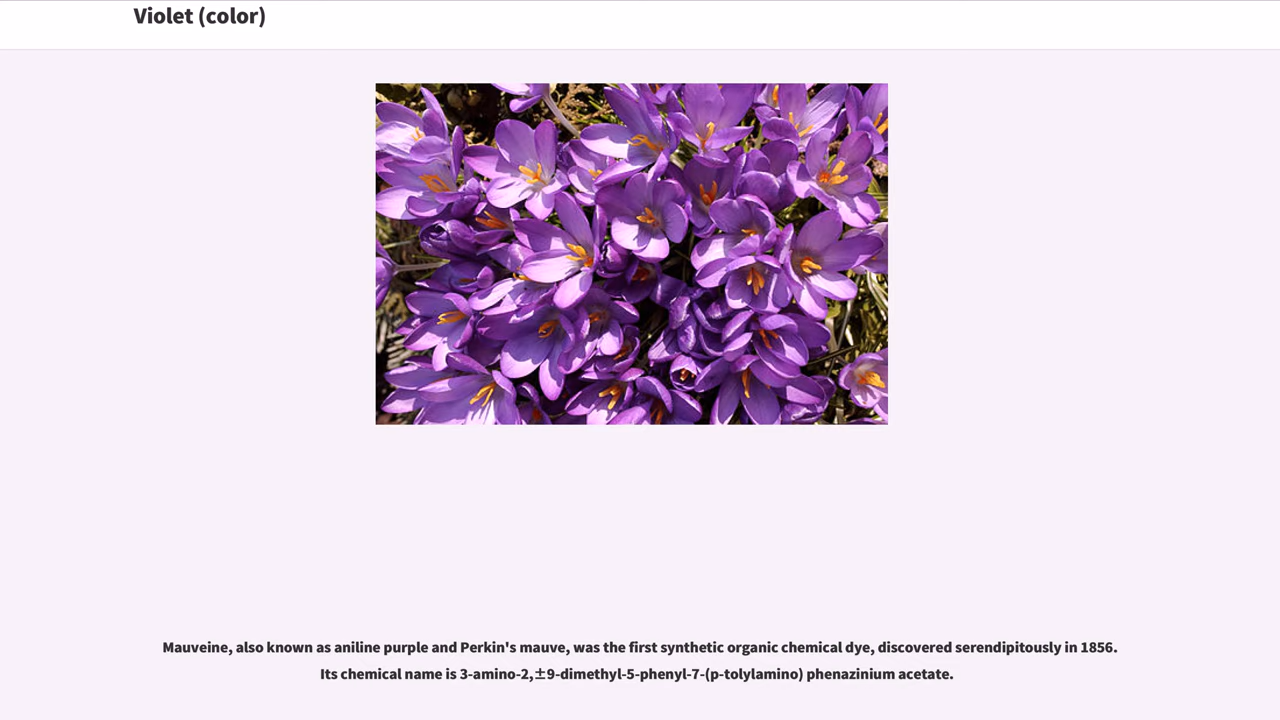 Violet (color)
Mauveine, also known as aniline purple and Perkin's mauve, was the first synthetic organic chemical dye, discovered serendipitously in 1856.
Its chemical name is 3-amino-2,±9-dimethyl-5-phenyl-7-(p-tolylamino) phenazinium acetate.